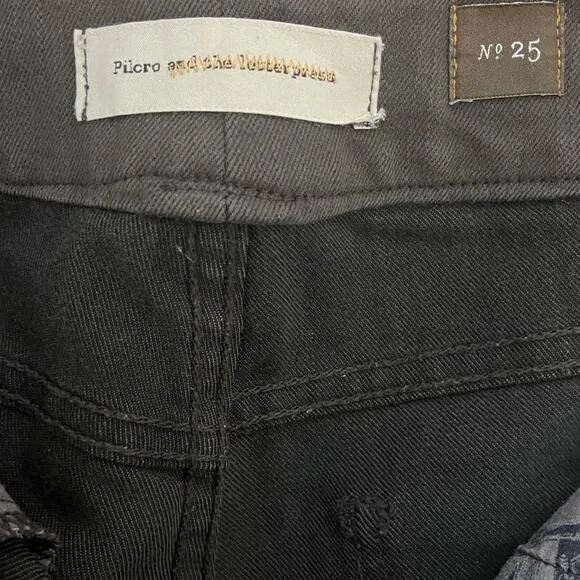 Pilcro and the letterpress
Nº 25